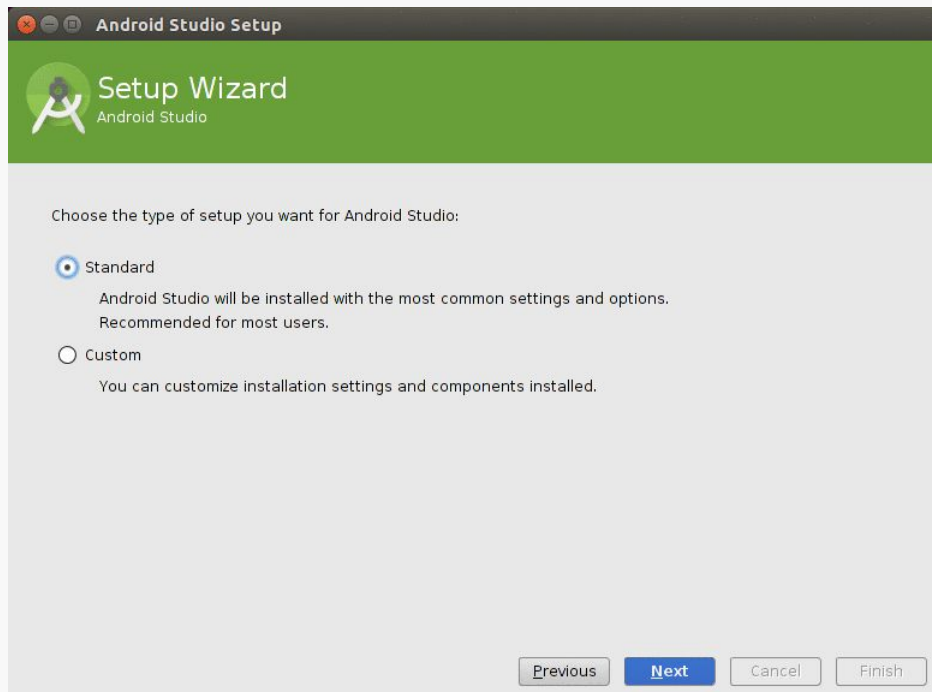 Android Studio Setup
Setup Wizard
Android Studio
Choose the type of setup you want for Android Studio:
Standard
Android Studio will be installed with the most common settings and options.
Recommended for most users.
Custom
You can customize installation settings and components installed.
Previous Next Cancel Finish